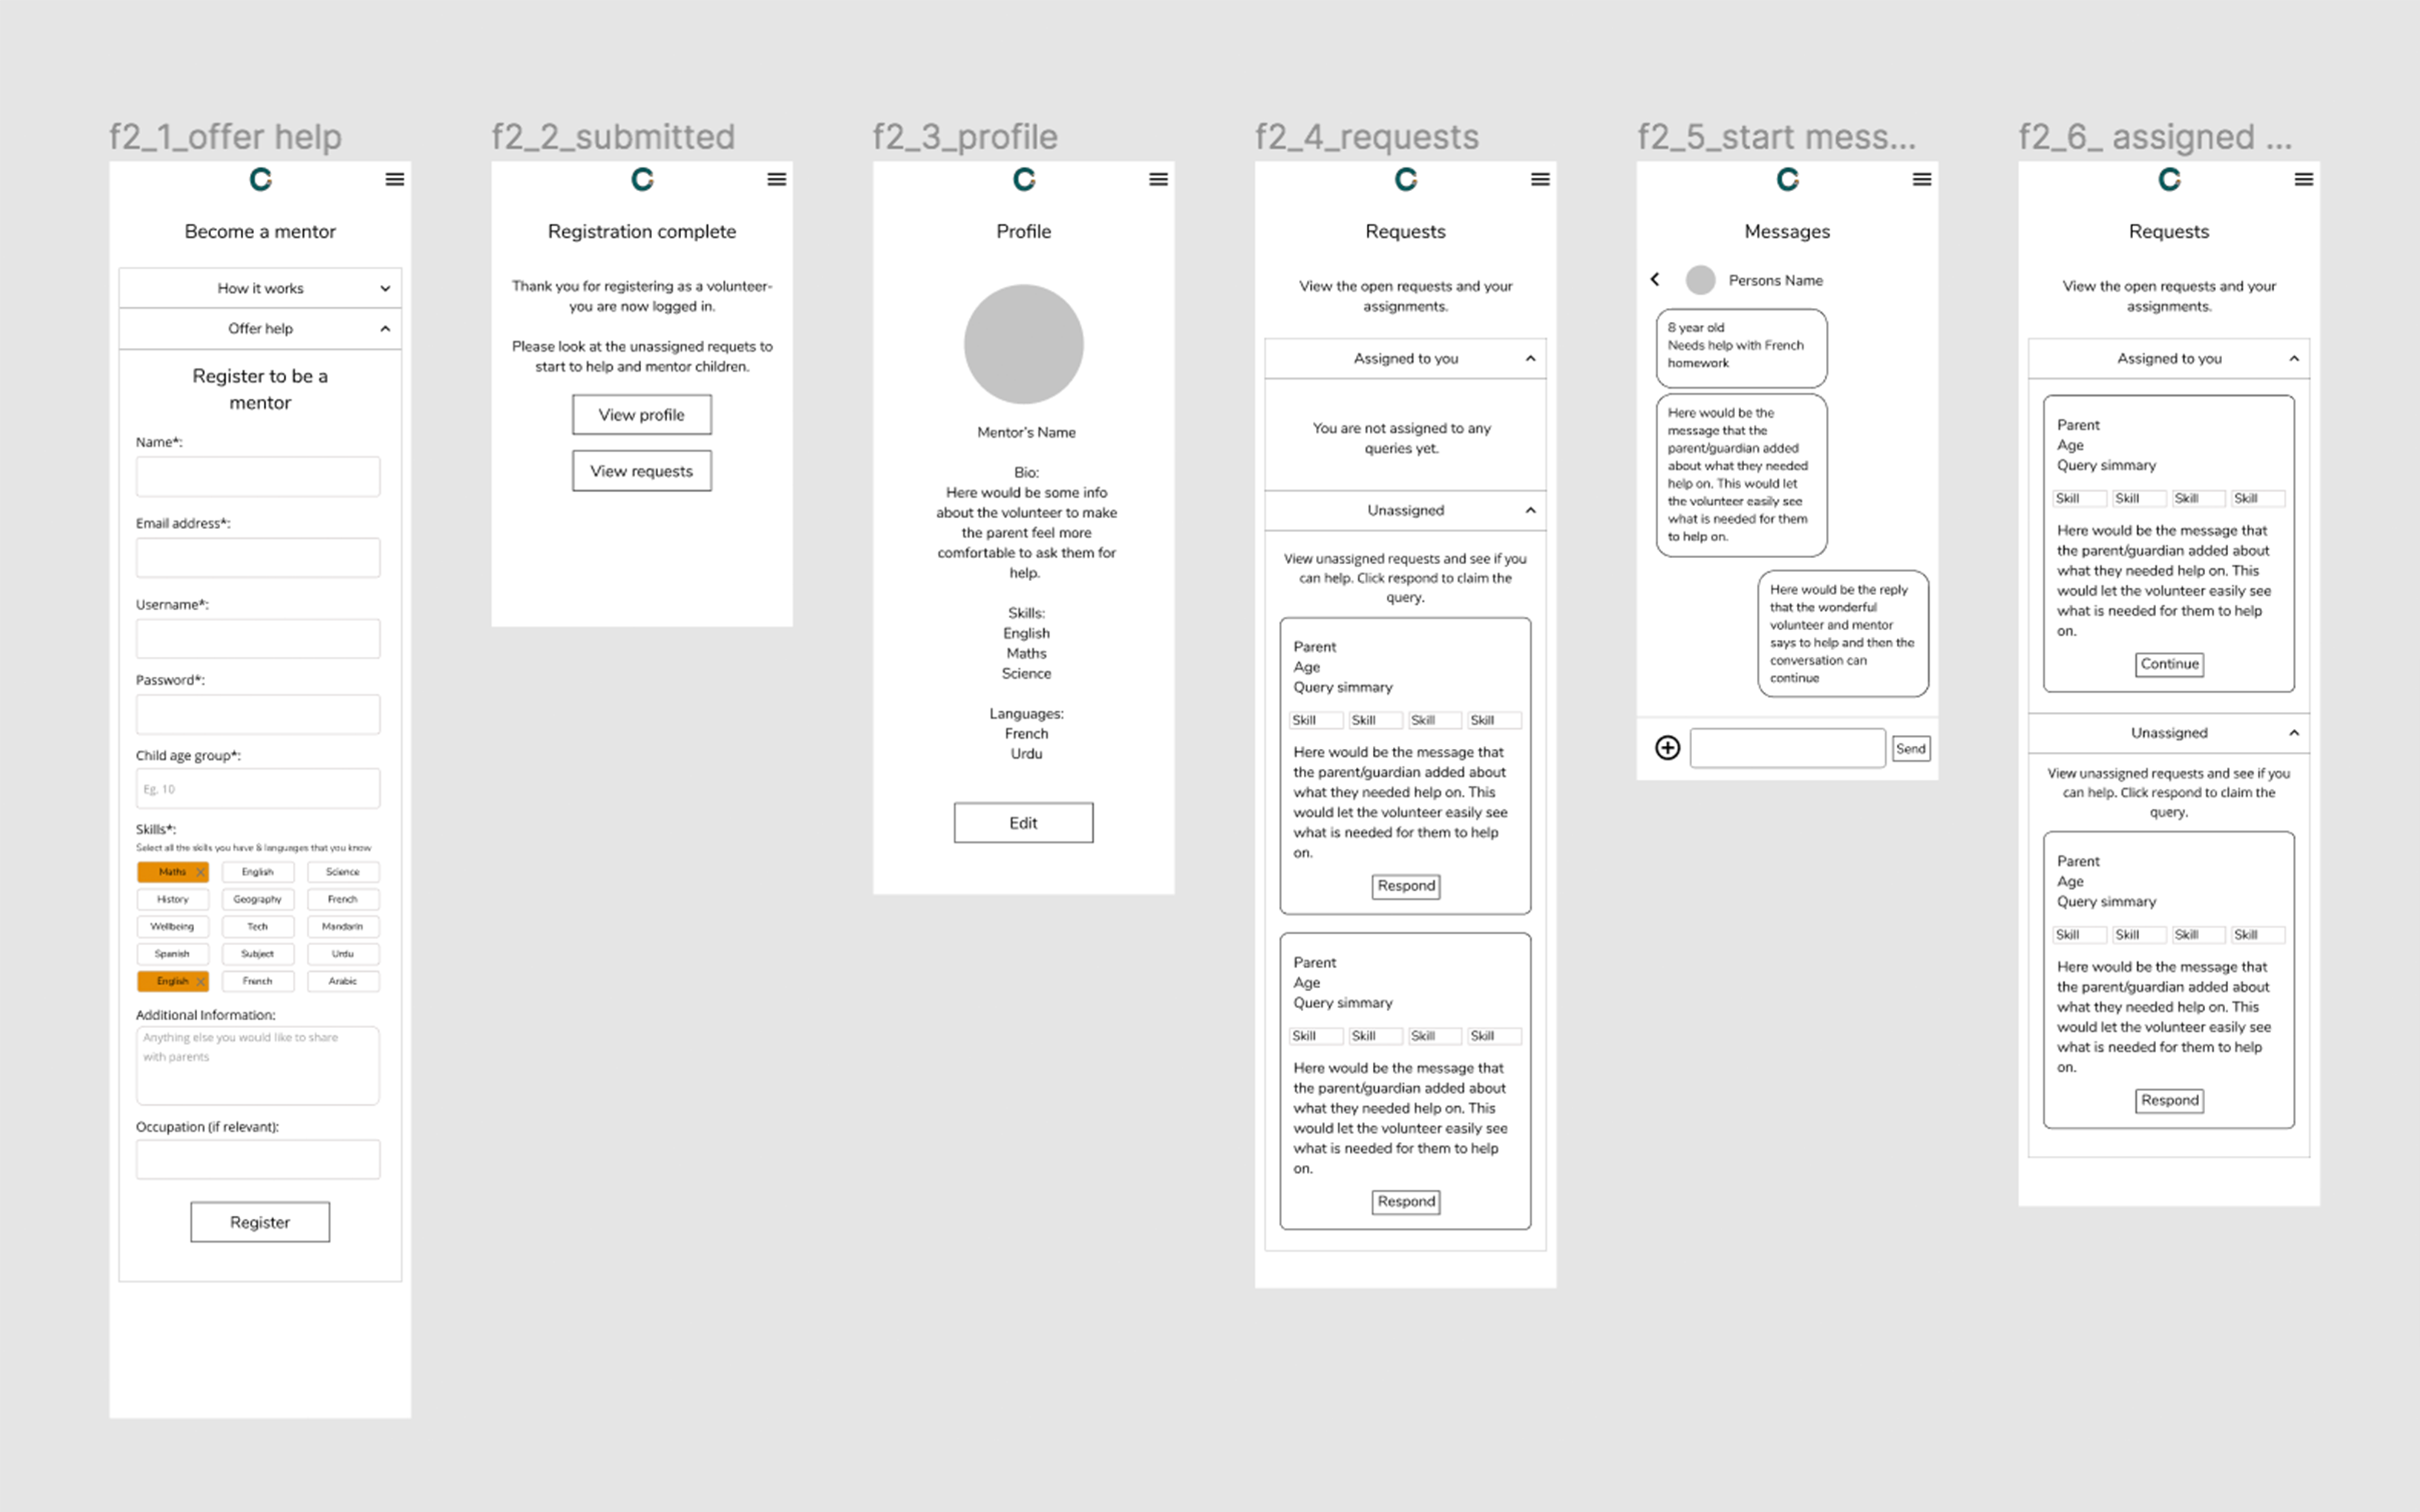 f2_1_offer help
Become a mentor
How it works
Offer help
Register to be a
mentor
Name*:
Email address*:
Username*:
Password*:
Child age group*:
Eg. 10
Skills*:
Select all the skills you have & languages that you know
Maths English Science
History Geography French
Wellbeing Tech Mandarin
Spanish Subject Urdu
English French Arabic
Additional Information:
Anything else you would like to share
with parents
Occupation (if relevant):
Register
f2_2_submitted
Registration complete
Thank you for registering as a volunteer-
you are now logged in.
Please look at the unassigned requets to
start to help and mentor children.
View profile
View requests
f2_3_profile
Profile
Mentor's Name
Bio:
Here would be some info
about the volunteer to make
the parent feel more
comfortable to ask them for
help.
Skills:
English
Maths
Science
Languages:
French
Urdu
Edit
f2_4_requests
Requests
View the open requests and your
assignments.
Assigned to you
You are not assigned to any
queries yet.
Unassigned
View unassigned requests and see if you
can help. Click respond to claim the
query.
Parent
Age
Query simmary
Skill Skill Skill Skill
Here would be the message that
the parent/guardian added about
what they needed help on. This
would let the volunteer easily see
what is needed for them to help
on.
Respond
Parent
Age
Query simmary
Skill Skill Skill Skill
Here would be the message that
the parent/guardian added about
what they needed help on. This
would let the volunteer easily see
what is needed for them to help
on.
Respond
f2_5_start mess...
Messages
Persons Name
8 year old
Needs help with French
homework
Here would be the
message that the
parent/guardian added
about what they needed
help on. This would let
the volunteer easily see
what is needed for them
to help on.
Here would be the reply
that the wonderful
volunteer and mentor
says to help and then the
conversation can
continue
Send
f2_6_ assigned ...
Requests
View the open requests and your
assignments.
Assigned to you
Parent
Age
Query simmary
Skill Skill Skill Skill
Here would be the message that
the parent/guardian added about
what they needed help on. This
would let the volunteer easily see
what is needed for them to help
on.
Continue
Unassigned
View unassigned requests and see if you
can help. Click respond to claim the
query.
Parent
Age
Query simmary
Skill Skill Skill Skill
Here would be the message that
the parent/guardian added about
what they needed help on. This
would let the volunteer easily see
what is needed for them to help
on.
Respond